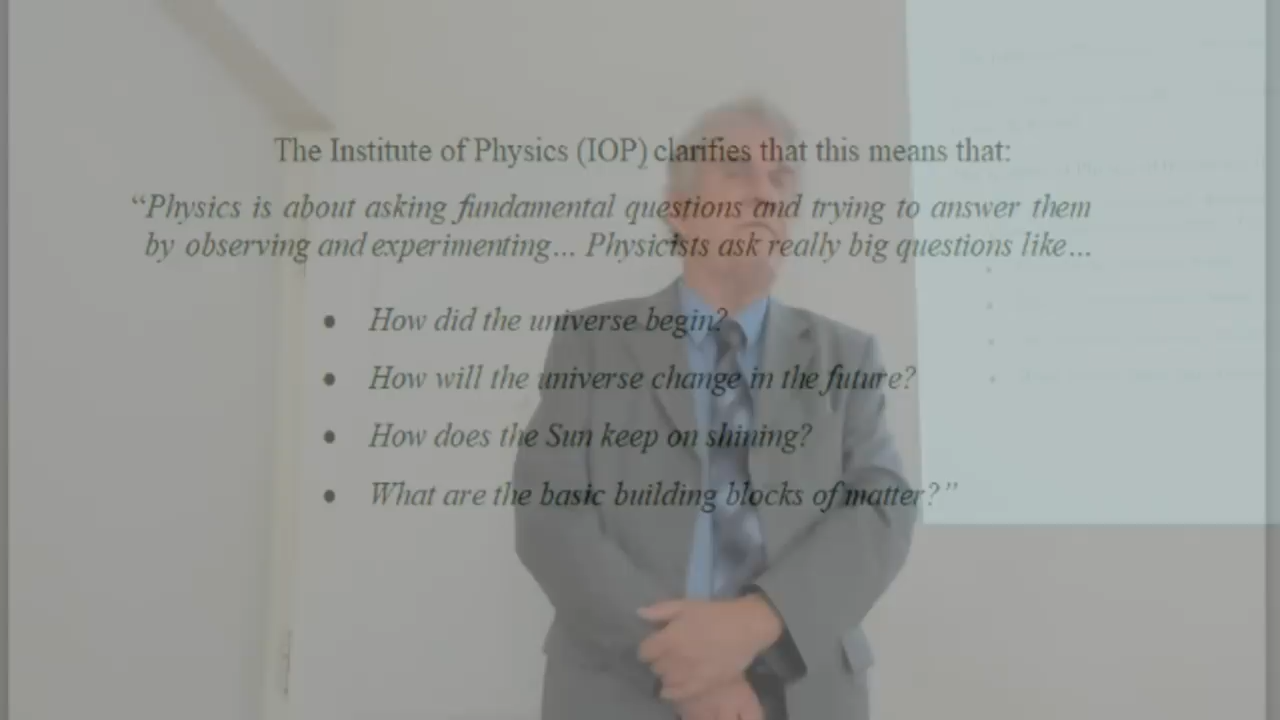 The Institute of Physics (IOP) clarifies that this means that:
“Physics is about asking fundamental questions and trying to answer them
by observing and experimenting... Physicists ask really big questions like...
• How did the universe begin?
• How will the universe change in the future?
• How does the Sun keep on shining?
• What are the basic building blocks of matter?”